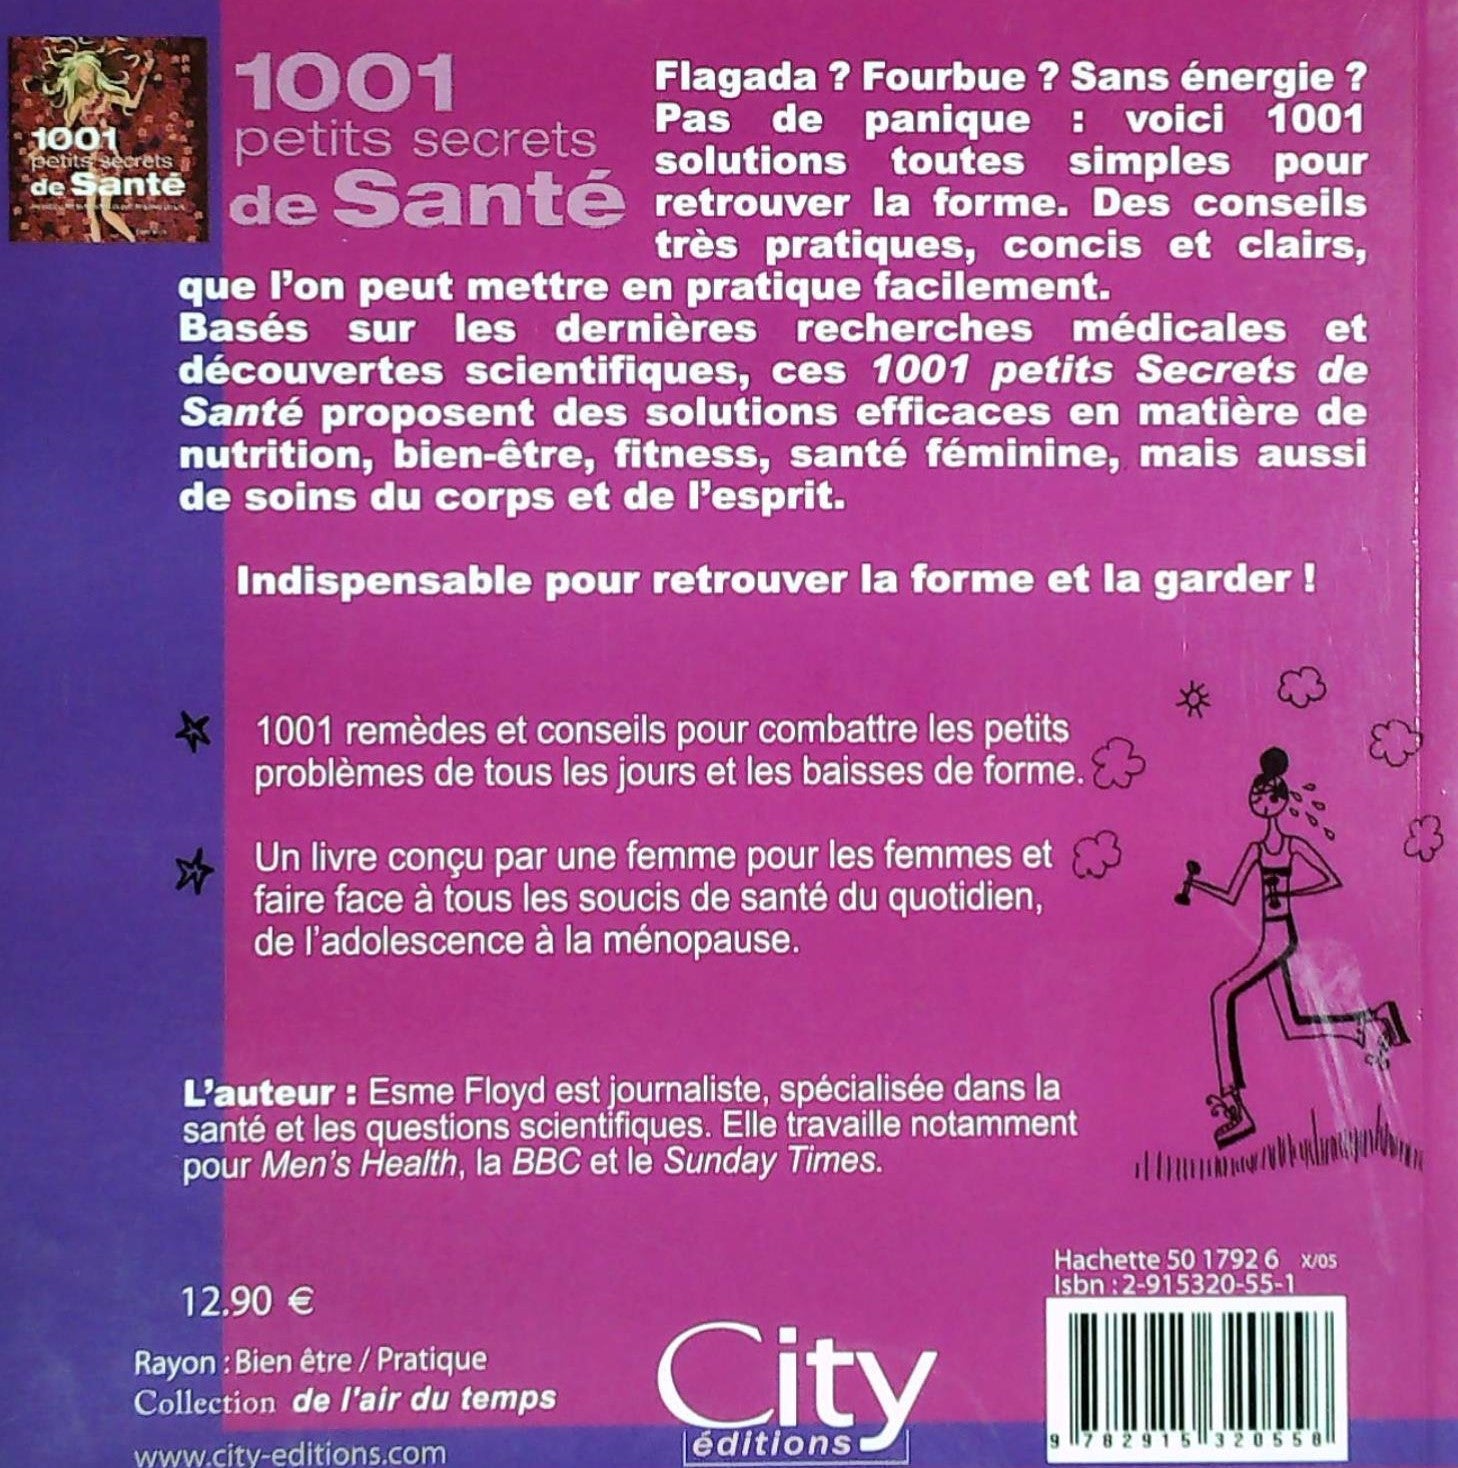 1001
petits secrets
de Santé
1001
petits secrets
de Santé
Flagada ? Fourbue ? Sans énergie ?
Pas de panique : voici 1001
solutions toutes simples pour
retrouver la forme. Des conseils
très pratiques, concis et clairs,
que l'on peut mettre en pratique facilement.
Basés sur les dernières recherches médicales et
découvertes scientifiques, ces 1001 petits Secrets de
Santé proposent des solutions efficaces en matière de
nutrition, bien-être, fitness, santé féminine, mais aussi
de soins du corps et de l'esprit.
Indispensable pour retrouver la forme et la garder !
1001 remèdes et conseils pour combattre les petits
problèmes de tous les jours et les baisses de forme.
Un livre conçu par une femme pour les femmes et
faire face à tous les soucis de santé du quotidien,
de l'adolescence à la ménopause.
L'auteur : Esme Floyd est journaliste, spécialisée dans la
santé et les questions scientifiques. Elle travaille notamment
pour Men's Health, la BBC et le Sunday Times.
12.90 €
Rayon : Bien être / Pratique
Collection de l'air du temps
www.city-editions.com
City
éditions
Hachette 50 1792 6 X/05
Isbn : 2-915320-55-1
9 782915 320558